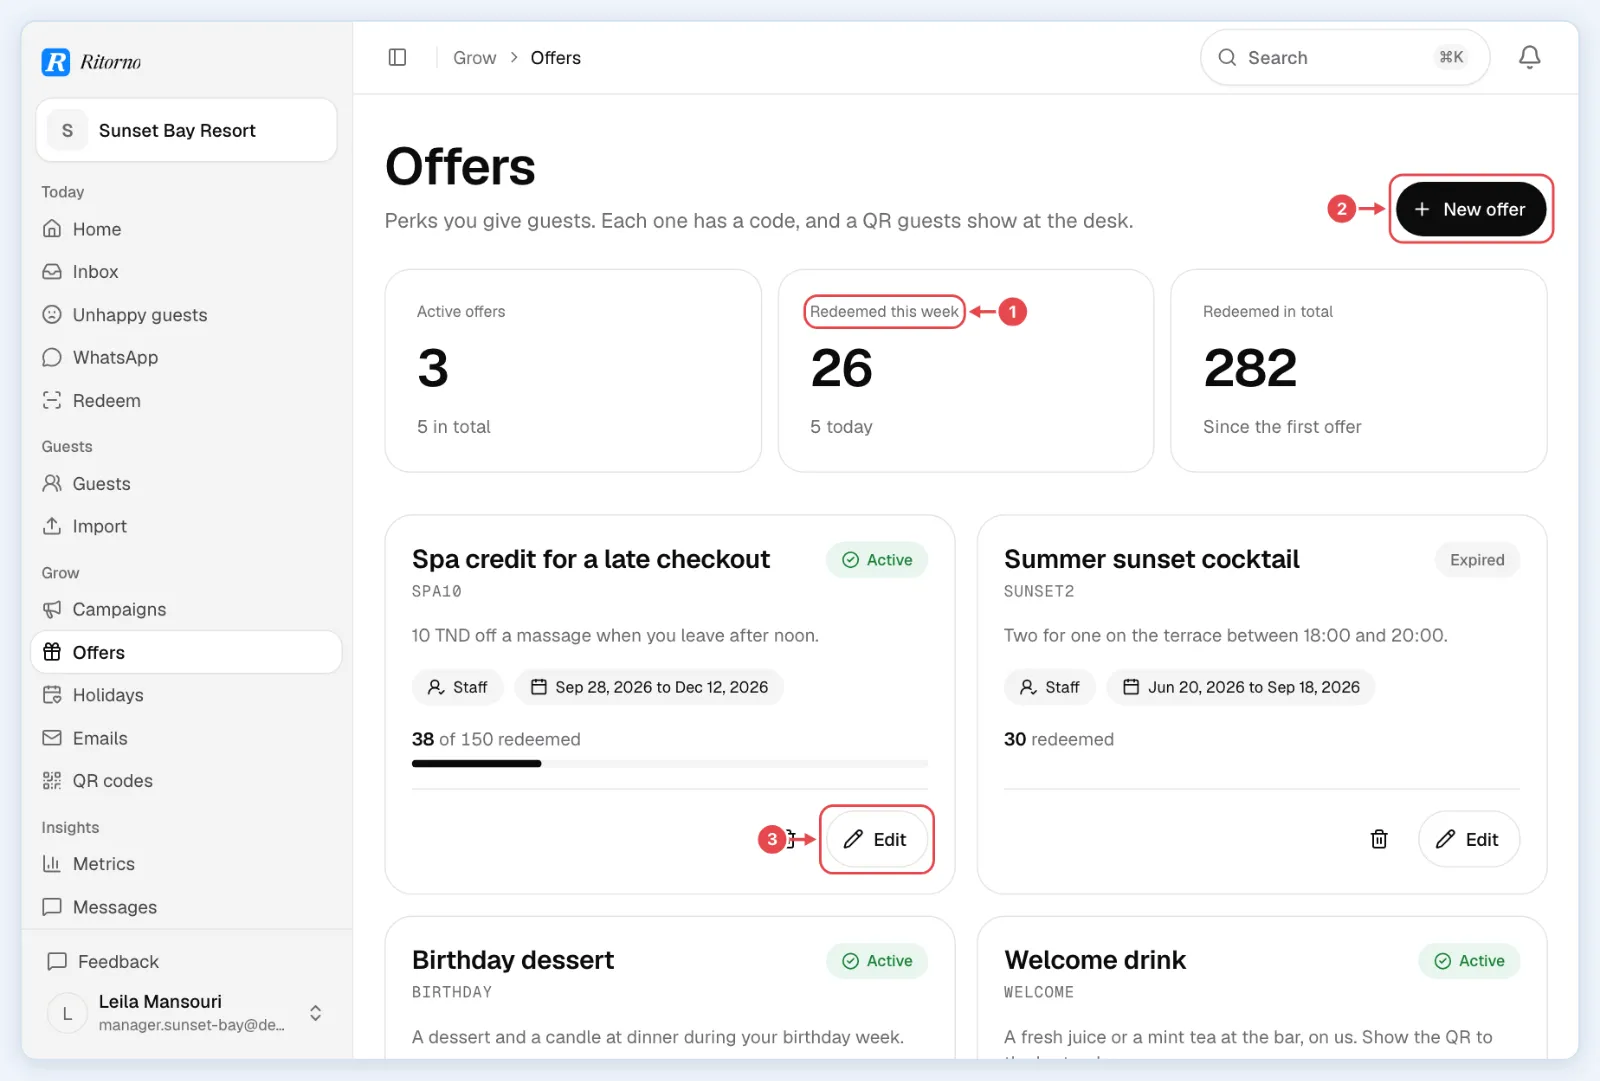 R Ritorno
S Sunset Bay Resort
Today
Home
Inbox
Unhappy guests
WhatsApp
Redeem
Guests
Guests
Import
Grow
Campaigns
Offers
Holidays
Emails
QR codes
Insights
Metrics
Messages
Feedback
L Leila Mansouri
manager.sunset-bay@de...
Grow > Offers
Search ⌘K
Offers
Perks you give guests. Each one has a code, and a QR guests show at the desk.
2 + New offer
Active offers
3
5 in total
Redeemed this week 1
26
5 today
Redeemed in total
282
Since the first offer
Spa credit for a late checkout Active
SPA10
10 TND off a massage when you leave after noon.
Staff Sep 28, 2026 to Dec 12, 2026
38 of 150 redeemed
3 Edit
Summer sunset cocktail Expired
SUNSET2
Two for one on the terrace between 18:00 and 20:00.
Staff Jun 20, 2026 to Sep 18, 2026
30 redeemed
Edit
Birthday dessert Active
BIRTHDAY
A dessert and a candle at dinner during your birthday week.
Welcome drink Active
WELCOME
A fresh juice or a mint tea at the bar, on us. Show the QR to